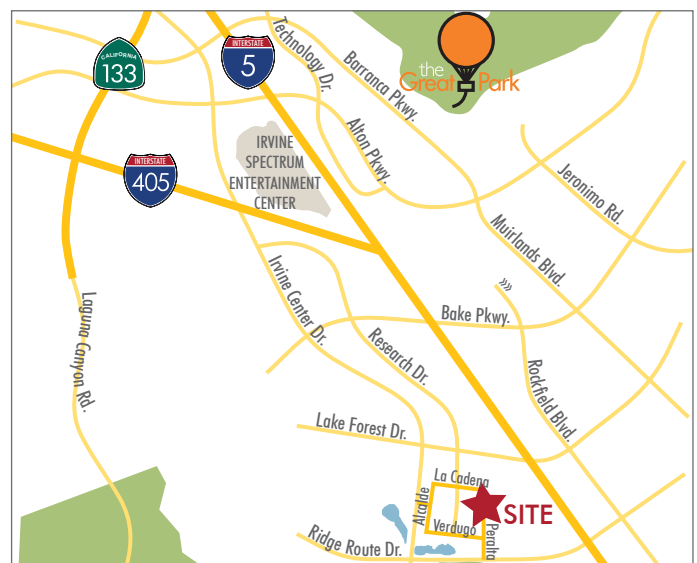 CALIFORNIA
133
INTERSTATE
5
Technology Dr.
Barranca Pkwy.
the
Great Park
INTERSTATE
405
IRVINE
SPECTRUM
ENTERTAINMENT
CENTER
Alton Pkwy.
Jeronimo Rd.
Muirlands Blvd.
Laguna Canyon Rd.
Irvine Center Dr.
Bake Pkwy.
Research Dr.
Rockfield Blvd.
Lake Forest Dr.
La Cadena
Alcalde
SITE
Verdugo
Peralta
Ridge Route Dr.